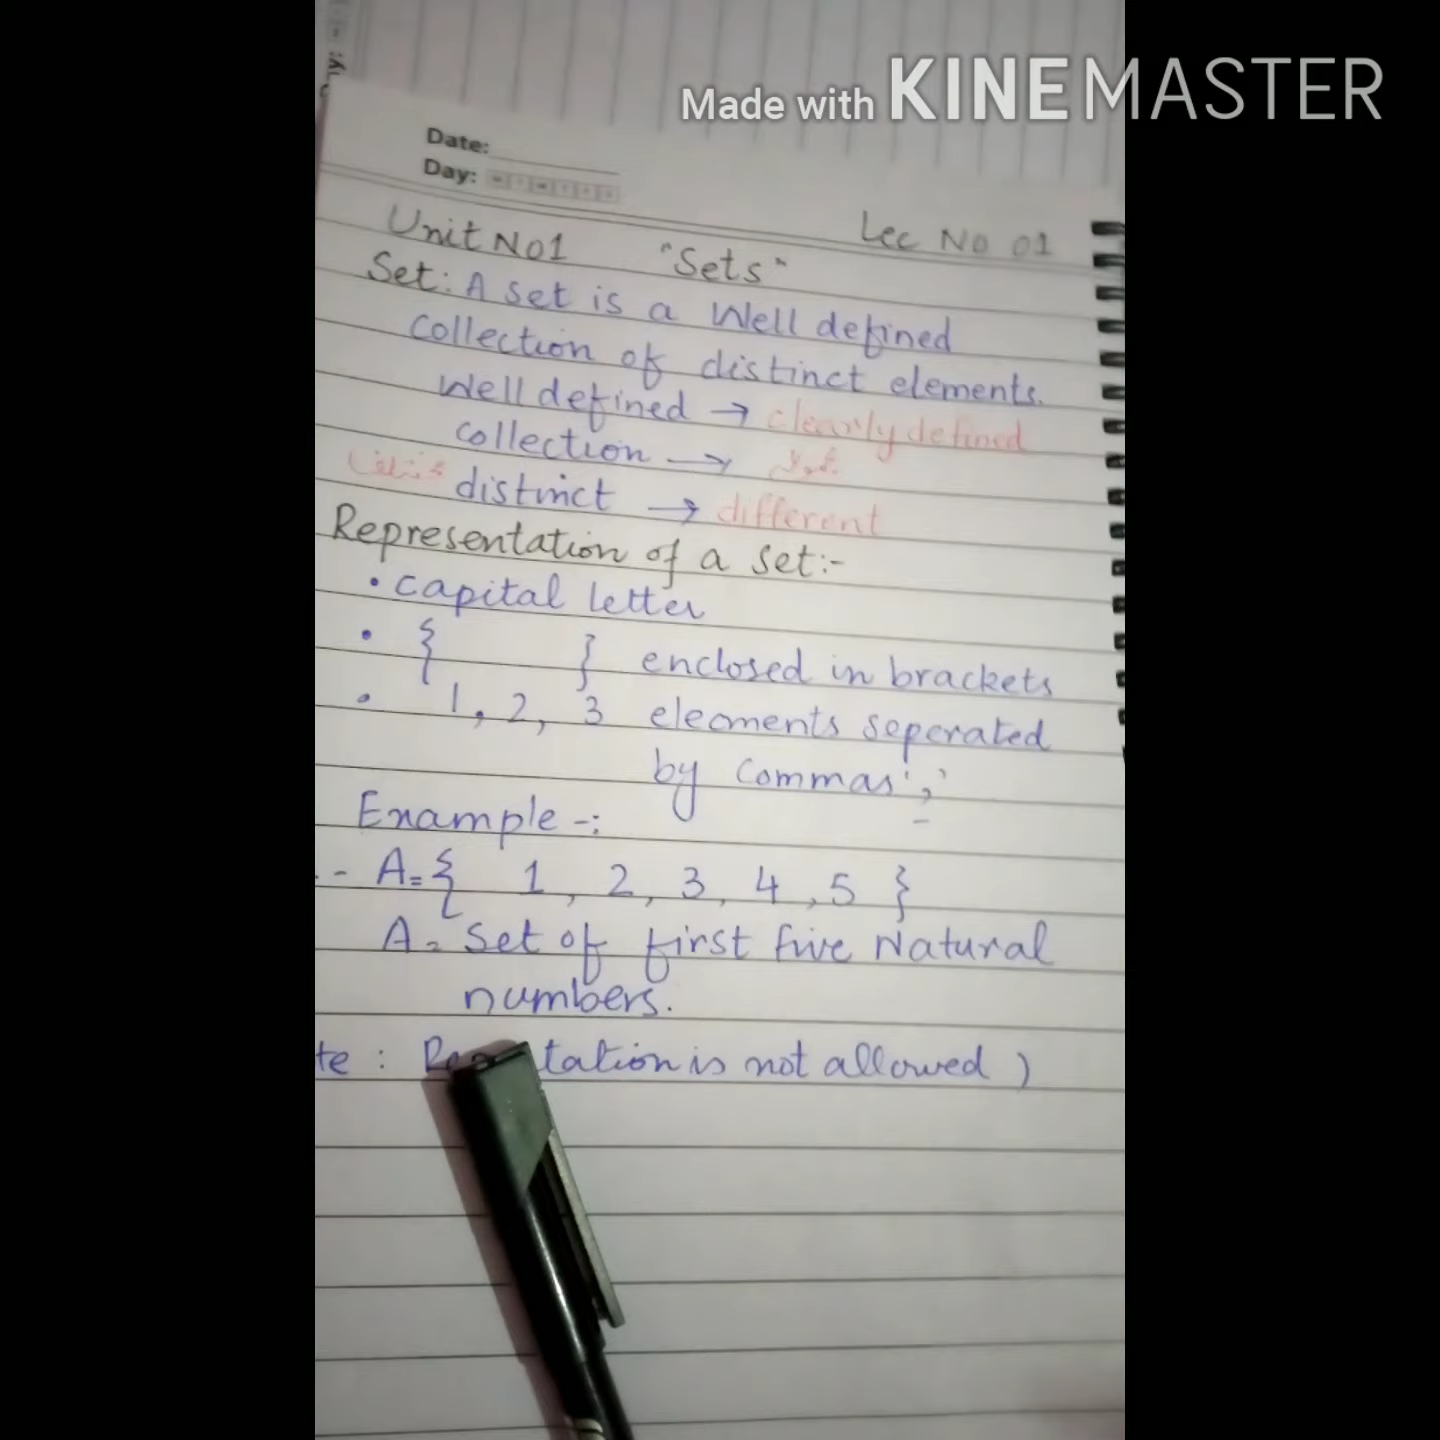 Made with KINEMASTER
Date:
Day:
Lec No 01
Unit No1 "Sets"
Set: A set is a Well defined
collection of distinct elements.
Well defined → clearly defined
collection →
مختلف distinct → different
Representation of a set:-
• capital letter
• { } enclosed in brackets
• 1, 2, 3 eleoments seperated
by Commas ','
Example -:
- A={ 1, 2, 3, 4, 5 }
A = Set of first five Natural
numbers.
te : tation is not allowed )